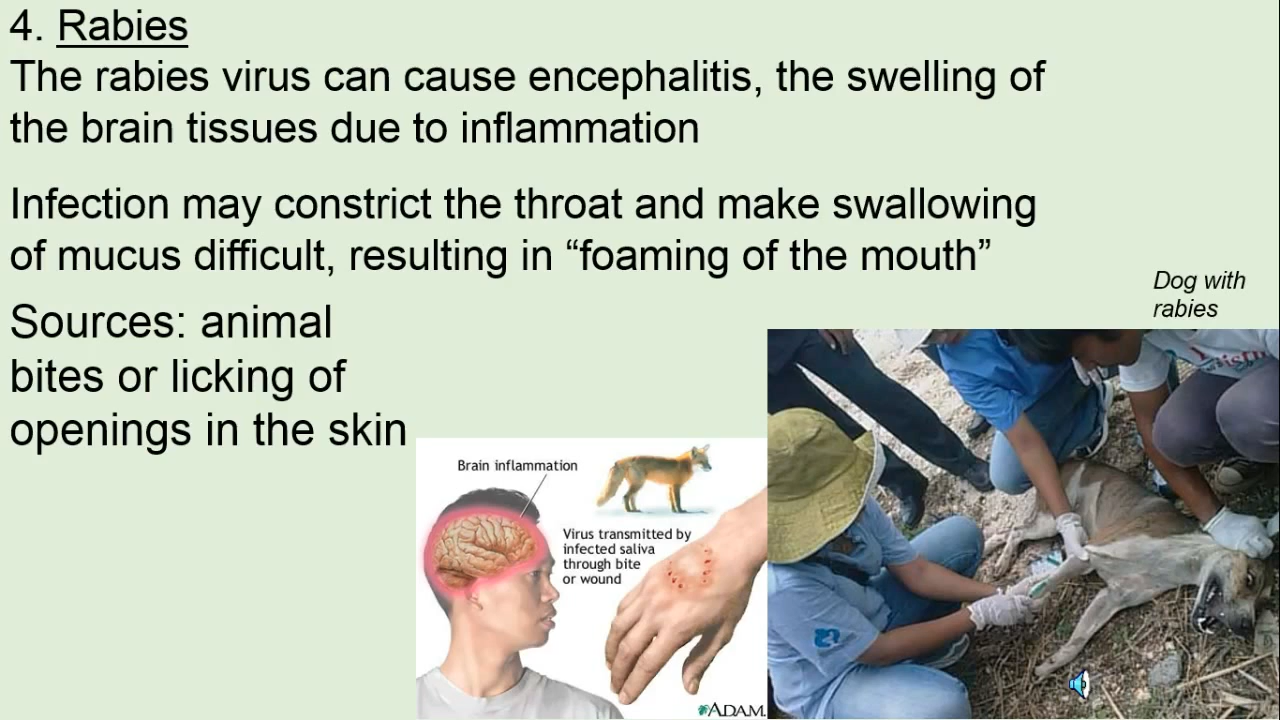 4. Rabies
The rabies virus can cause encephalitis, the swelling of
the brain tissues due to inflammation
Infection may constrict the throat and make swallowing
of mucus difficult, resulting in “foaming of the mouth”
Sources: animal
bites or licking of
openings in the skin
Dog with
rabies
Brain inflammation
Virus transmitted by
infected saliva
through bite
or wound
ADAM.